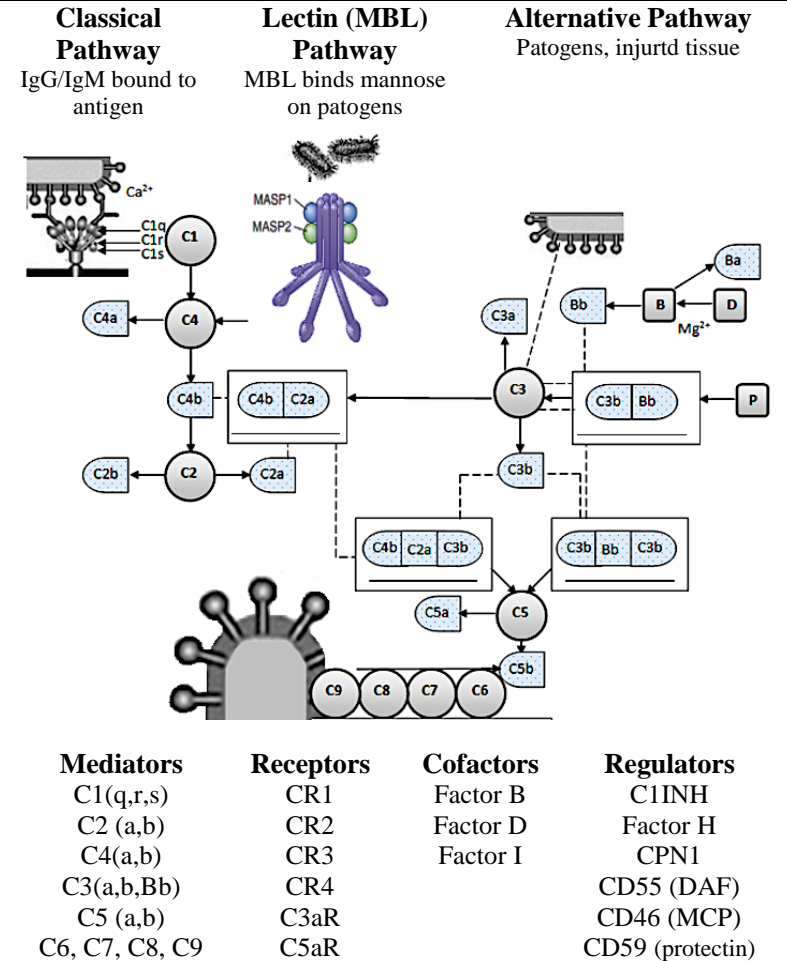 Classical
Pathway
IgG/IgM bound to
antigen
Lectin (MBL)
Pathway
MBL binds mannose
on patogens
Alternative Pathway
Patogens, injurtd tissue
Ca2+
C1q
C1r
C1s
C1
MASP1
MASP2
Ba
C4a
C4
C3a
Bb
B
D
Mg2+
C4b
C4b C2a
C3
C3b Bb
P
C2b
C2
C2a
C3b
C4b C2a C3b
C3b Bb C3b
C5a
C5
C5b
C9 C8 C7 C6
Mediators
C1(q,r,s)
C2 (a,b)
C4(a,b)
C3(a,b,Bb)
C5 (a,b)
C6, C7, C8, C9
Receptors
CR1
CR2
CR3
CR4
C3aR
C5aR
Cofactors
Factor B
Factor D
Factor I
Regulators
C1INH
Factor H
CPN1
CD55 (DAF)
CD46 (MCP)
CD59 (protectin)